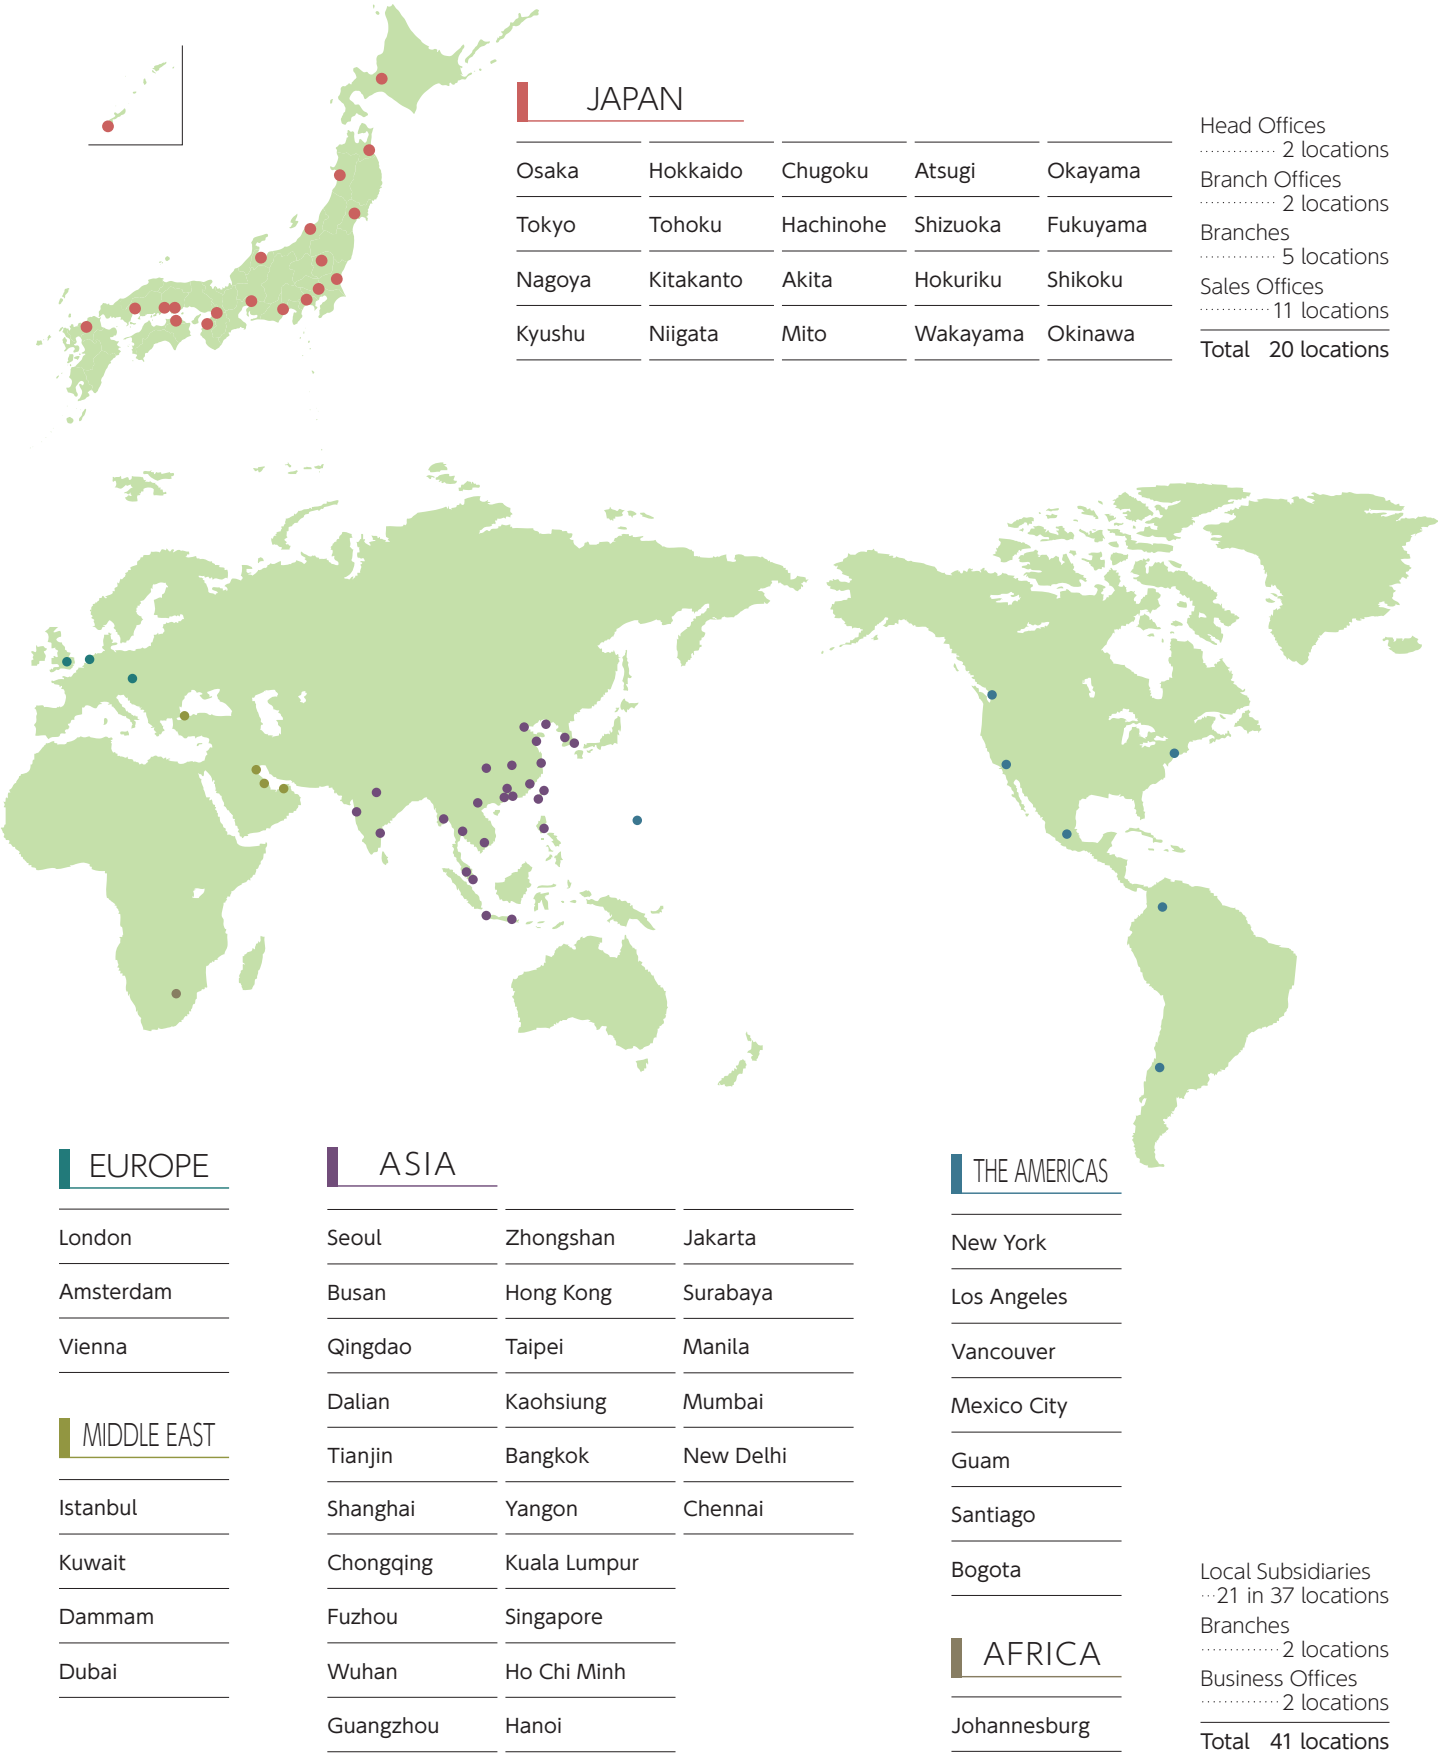 JAPAN
Osaka Hokkaido Chugoku Atsugi Okayama
Tokyo Tohoku Hachinohe Shizuoka Fukuyama
Nagoya Kitakanto Akita Hokuriku Shikoku
Kyushu Niigata Mito Wakayama Okinawa
Head Offices
............. 2 locations
Branch Offices
............. 2 locations
Branches
............. 5 locations
Sales Offices
............ 11 locations
Total 20 locations
EUROPE
London
Amsterdam
Vienna
MIDDLE EAST
Istanbul
Kuwait
Dammam
Dubai
ASIA
Seoul Zhongshan Jakarta
Busan Hong Kong Surabaya
Qingdao Taipei Manila
Dalian Kaohsiung Mumbai
Tianjin Bangkok New Delhi
Shanghai Yangon Chennai
Chongqing Kuala Lumpur
Fuzhou Singapore
Wuhan Ho Chi Minh
Guangzhou Hanoi
THE AMERICAS
New York
Los Angeles
Vancouver
Mexico City
Guam
Santiago
Bogota
AFRICA
Johannesburg
Local Subsidiaries
...21 in 37 locations
Branches
............. 2 locations
Business Offices
............. 2 locations
Total 41 locations